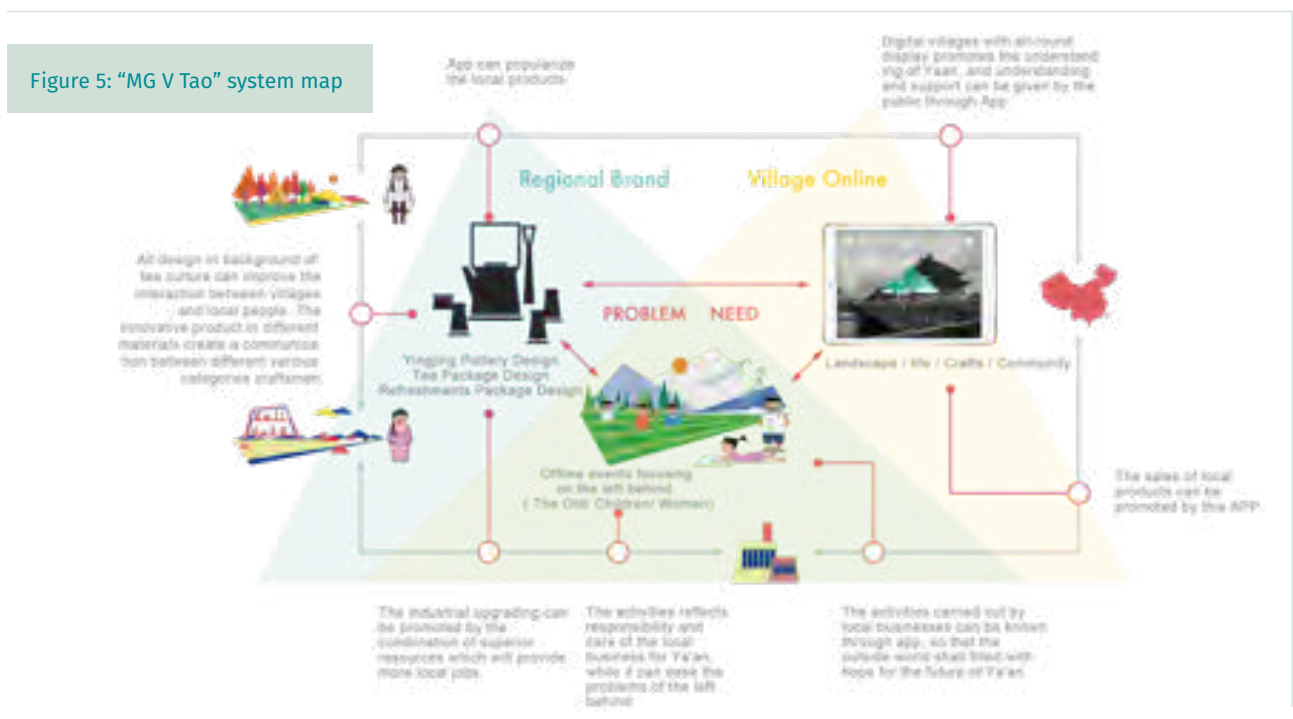 Figure 5: “MG V Tao” system map
App can popularize
the local products
Digital villages with all-round
display promotes the understand
ing of Yaan, and understanding
and support can be given by the
public through App
Regional Brand
Village Online
All design in background of
tea culture can improve the
interaction between villages
and local people. The
innovative product in different
materials create a communica
tion between different various
categories craftsmen
PROBLEM NEED
Yingjing Pottery Design
Tea Package Design
Refreshments Package Design
Landscape / life / Crafts / Community
Offline events focusing
on the left behind
( The Old/ Children/ Women)
The sales of local
products can be
promoted by this APP
The industrial upgrading can
be promoted by the
combination of superior
resources which will provide
more local jobs.
The activities reflects
responsibility and
care of the local
business for Ya'an,
while it can ease the
problems of the left
behind
The activities carried out by
local businesses can be known
through app, so that the
outside world shall filled with
hope for the future of Ya'an